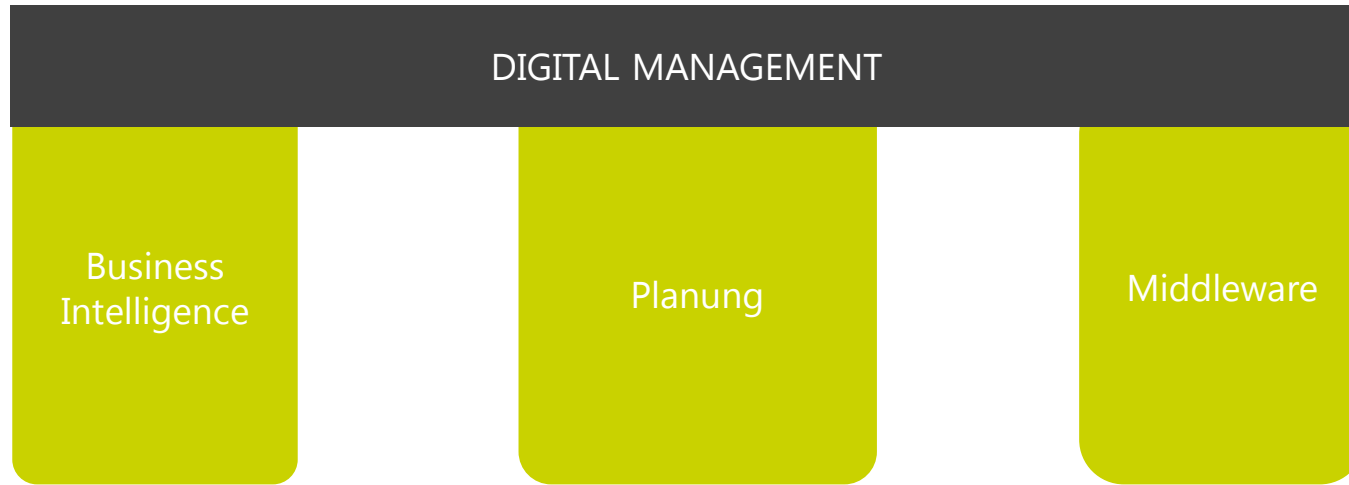 DIGITAL MANAGEMENT
Business
Intelligence
Planung
Middleware